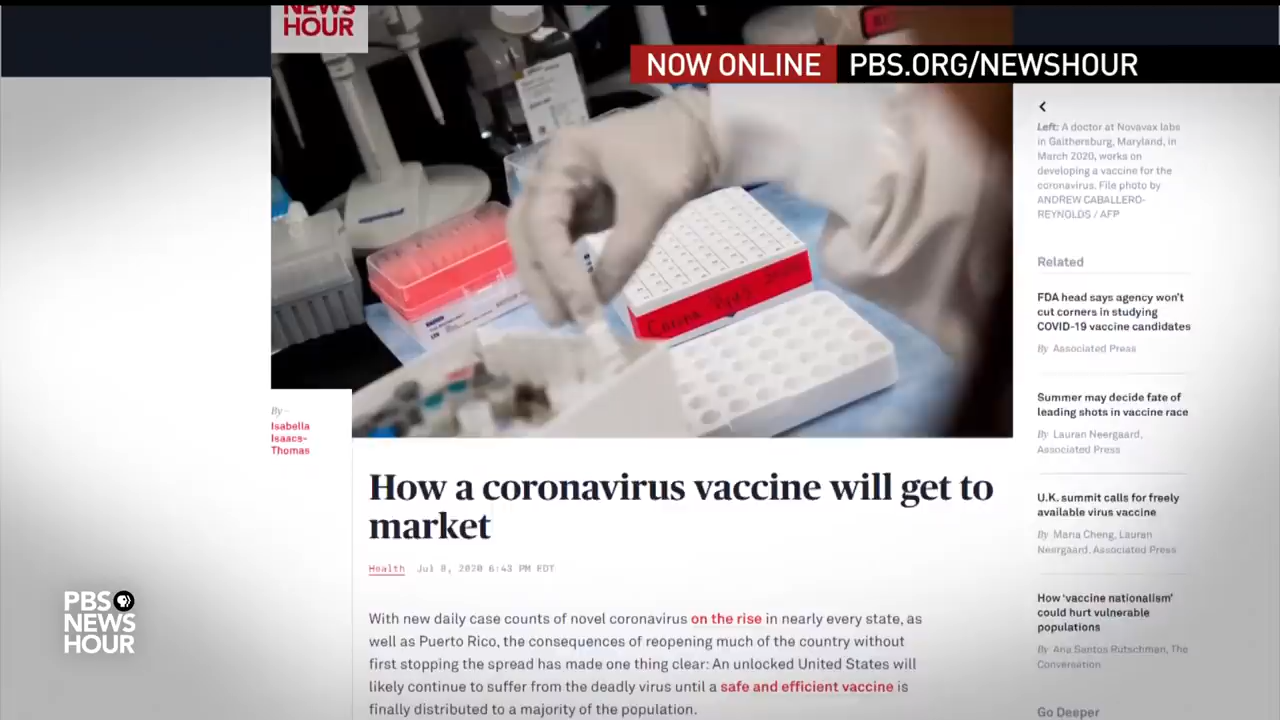 NEWS
HOUR
NOW ONLINE
PBS.ORG/NEWSHOUR
Left: A doctor at Novavax labs
in Gaithersburg, Maryland, in
March 2020, works on
developing a vaccine for the
coronavirus. File photo by
ANDREW CABALLERO-
REYNOLDS / AFP
Related
FDA head says agency won't
cut corners in studying
COVID-19 vaccine candidates
By Associated Press
Summer may decide fate of
leading shots in vaccine race
By Lauran Neergaard,
Associated Press
U.K. summit calls for freely
available virus vaccine
By Maria Cheng, Lauran
Neergaard, Associated Press
How 'vaccine nationalism'
could hurt vulnerable
populations
By Ana Santos Rutschman, The
Conversation
Go Deeper
Corona
By –
Isabella
Isaacs-
Thomas
How a coronavirus vaccine will get to
market
Health Jul 8, 2020 6:43 PM EDT
With new daily case counts of novel coronavirus on the rise in nearly every state, as
well as Puerto Rico, the consequences of reopening much of the country without
first stopping the spread has made one thing clear: An unlocked United States will
likely continue to suffer from the deadly virus until a safe and efficient vaccine is
finally distributed to a majority of the population.
PBS
NEWS
HOUR